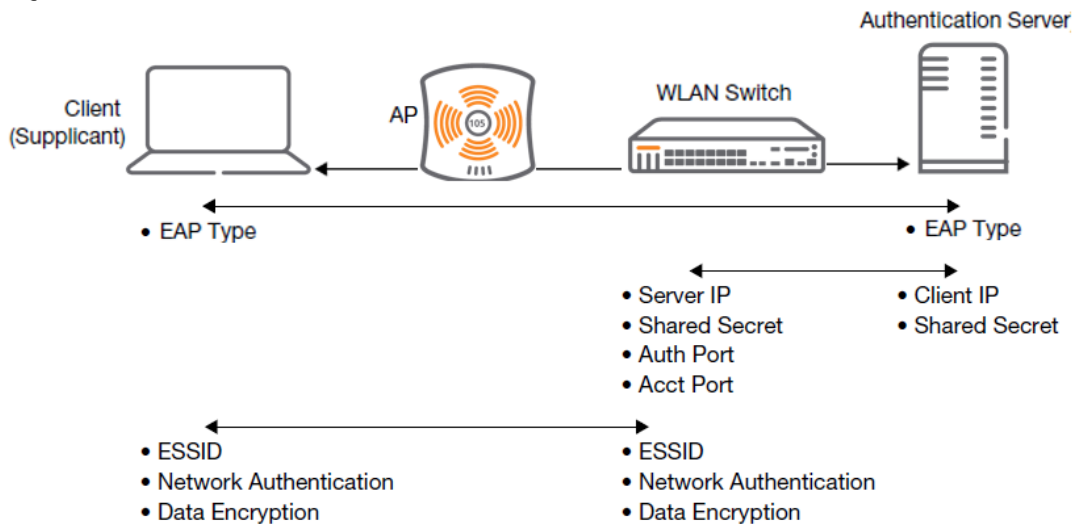 Authentication Server
Client
(Supplicant)
AP
105
WLAN Switch
• EAP Type
• EAP Type
• Server IP
• Shared Secret
• Auth Port
• Acct Port
• Client IP
• Shared Secret
• ESSID
• Network Authentication
• Data Encryption
• ESSID
• Network Authentication
• Data Encryption